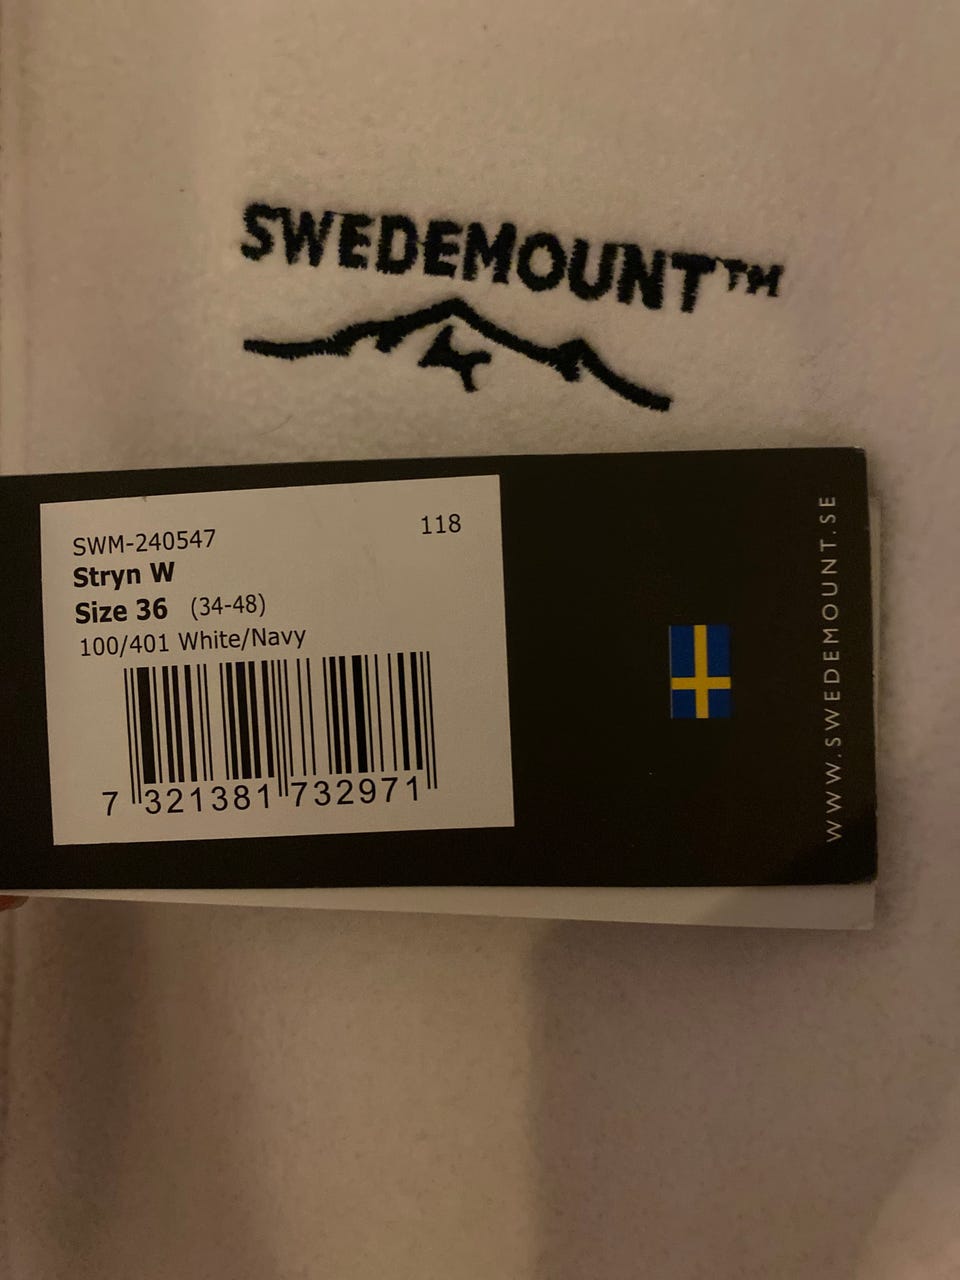 SWEDEMOUNT™
SWM-240547
118
Stryn W
Size 36 (34-48)
100/401 White/Navy
7 321381 732971
WWW.SWEDEMOUNT.SE